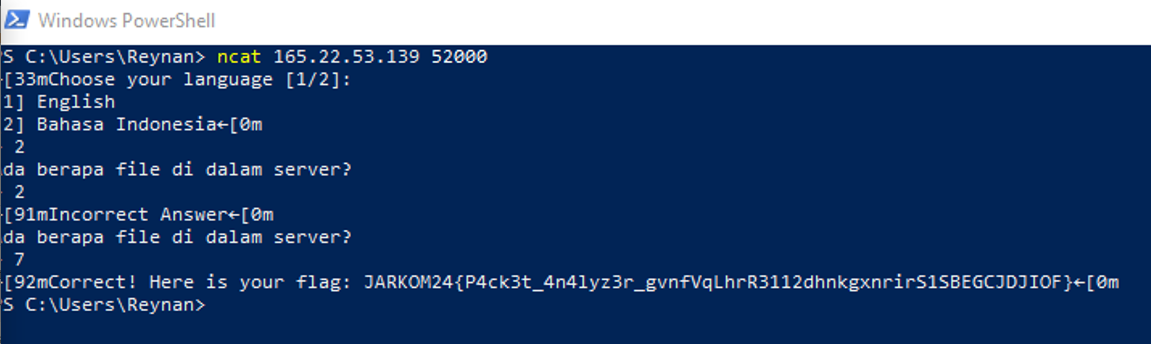 Windows PowerShell
PS C:\Users\Reynan> ncat 165.22.53.139 52000
←[33mChoose your language [1/2]:
1] English
2] Bahasa Indonesia←[0m
2
da berapa file di dalam server?
2
←[91mIncorrect Answer←[0m
da berapa file di dalam server?
7
←[92mCorrect! Here is your flag: JARKOM24{P4ck3t_4n4lyz3r_gvnfVqLhrR3112dhnkgxnrirS1SBEGCJDJIOF}←[0m
PS C:\Users\Reynan>